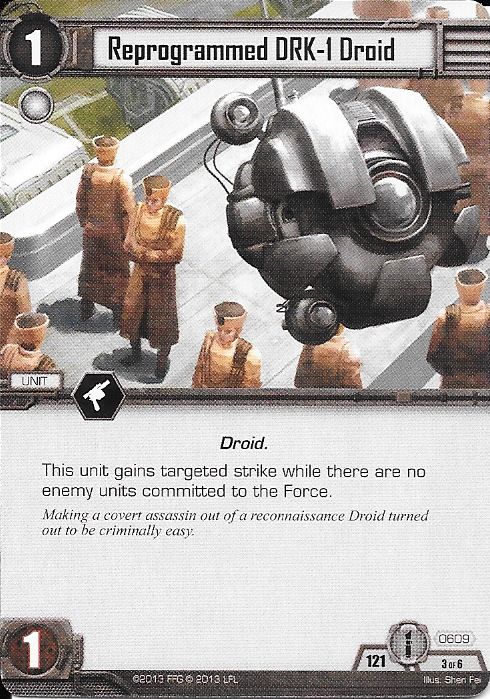 1
Reprogrammed DRK-1 Droid
UNIT
Droid.
This unit gains targeted strike while there are no
enemy units committed to the Force.
Making a covert assassin out of a reconnaissance Droid turned
out to be criminally easy.
1
121
0609
3 OF 6
©2013 FFG © 2013 LFL
Illus. Shen Fei